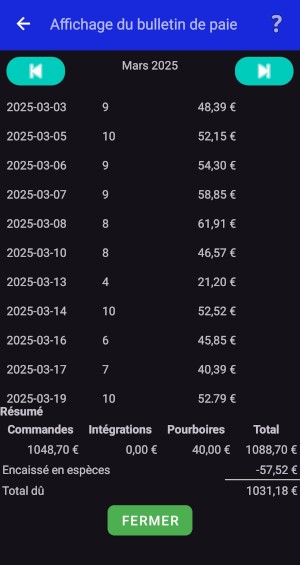 Affichage du bulletin de paie ?
Mars 2025
2025-03-03 9 48,39 €
2025-03-05 10 52,15 €
2025-03-06 9 54,30 €
2025-03-07 9 58,85 €
2025-03-08 8 61,91 €
2025-03-10 8 46,57 €
2025-03-13 4 21,20 €
2025-03-14 10 52,52 €
2025-03-16 6 45,85 €
2025-03-17 7 40,39 €
2025-03-19 10 52,79 €
Résumé
Commandes Intégrations Pourboires Total
1048,70 € 0,00 € 40,00 € 1088,70 €
Encaissé en espèces -57,52 €
Total dû 1031,18 €
FERMER